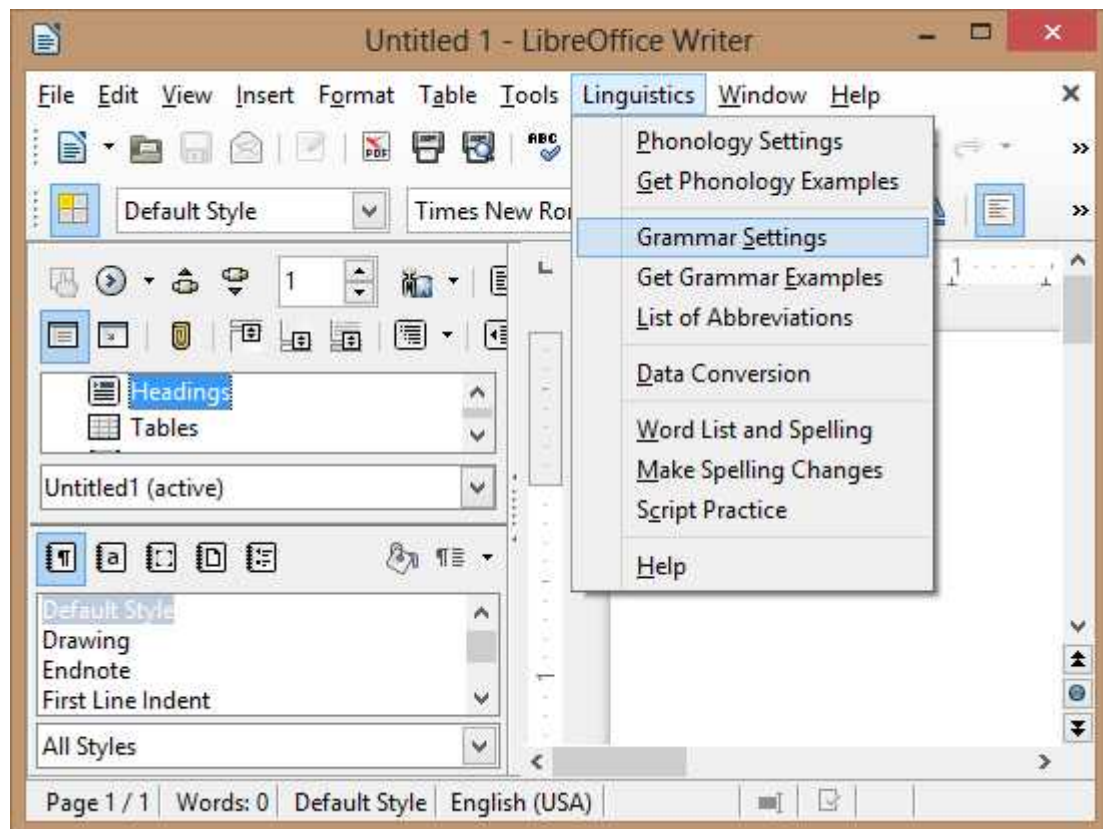 Untitled 1 - LibreOffice Writer
File Edit View Insert Format Table Tools Linguistics Window Help
PDF ABC
Default Style Times New Ro
Phonology Settings
Get Phonology Examples
Grammar Settings
Get Grammar Examples
List of Abbreviations
Data Conversion
Word List and Spelling
Make Spelling Changes
Script Practice
Help
1
1
Headings
Tables
Untitled1 (active)
Default Style
Drawing
Endnote
First Line Indent
All Styles
Page 1 / 1 Words: 0 Default Style English (USA)